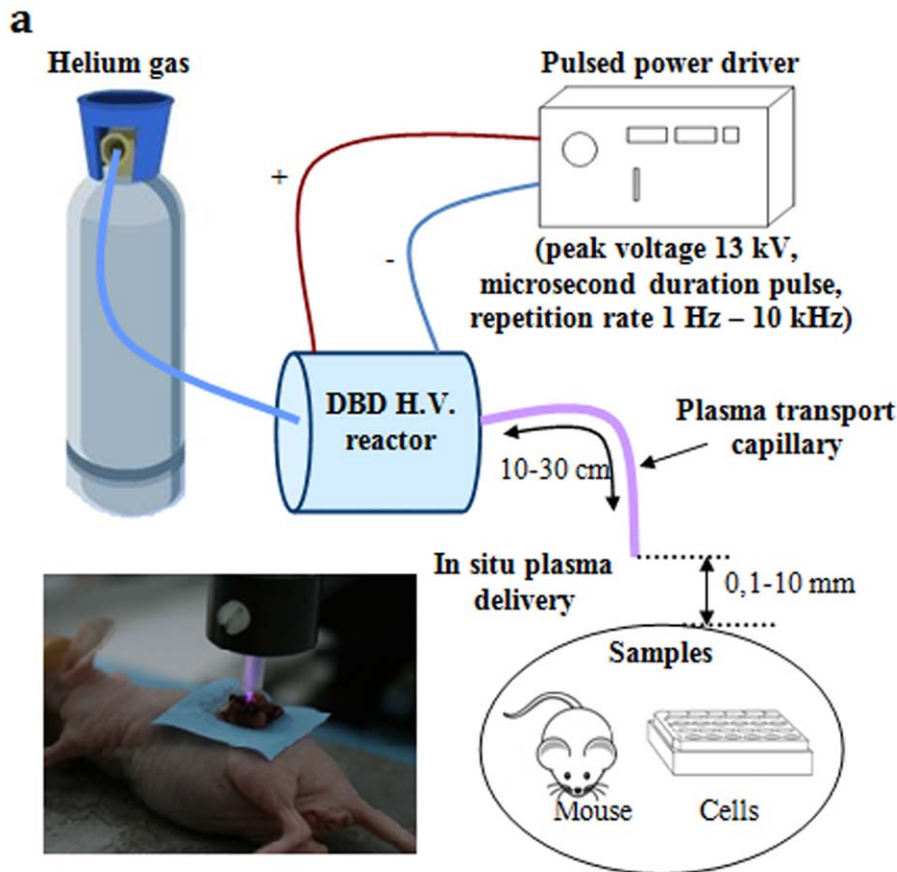 a
Helium gas
Pulsed power driver
+
-
(peak voltage 13 kV,
microsecond duration pulse,
repetition rate 1 Hz – 10 kHz)
DBD H.V.
reactor
Plasma transport
capillary
10-30 cm
In situ plasma
delivery
0,1-10 mm
Samples
Mouse
Cells